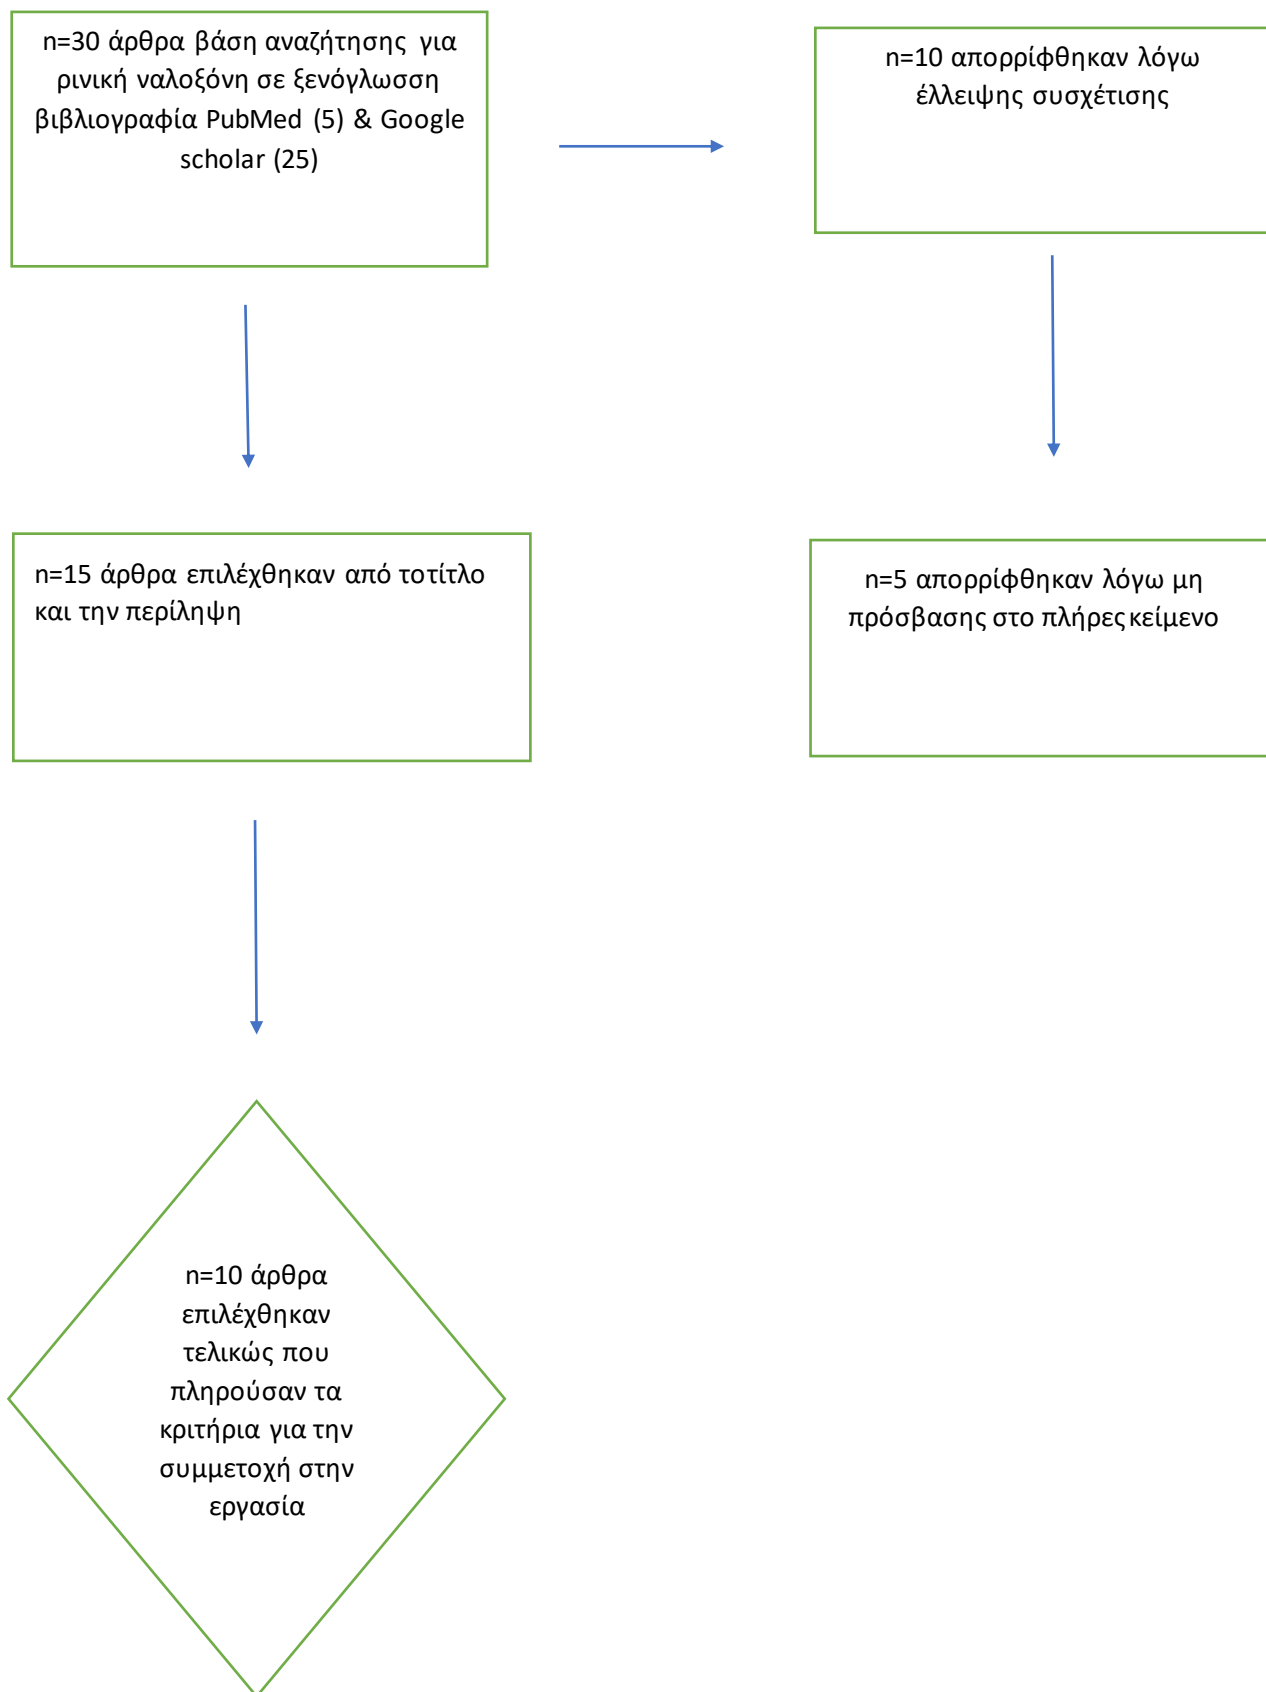 n=30 άρθρα βάση αναζήτησης για
ρινική ναλοξόνη σε ξενόγλωσση
βιβλιογραφία PubMed (5) & Google
scholar (25)
n=10 απορρίφθηκαν λόγω
έλλειψης συσχέτισης
n=15 άρθρα επιλέχθηκαν από τοτίτλο
και την περίληψη
n=5 απορρίφθηκαν λόγω μη
πρόσβασης στο πλήρες κείμενο
n=10 άρθρα
επιλέχθηκαν
τελικώς που
πληρούσαν τα
κριτήρια για την
συμμετοχή στην
εργασία